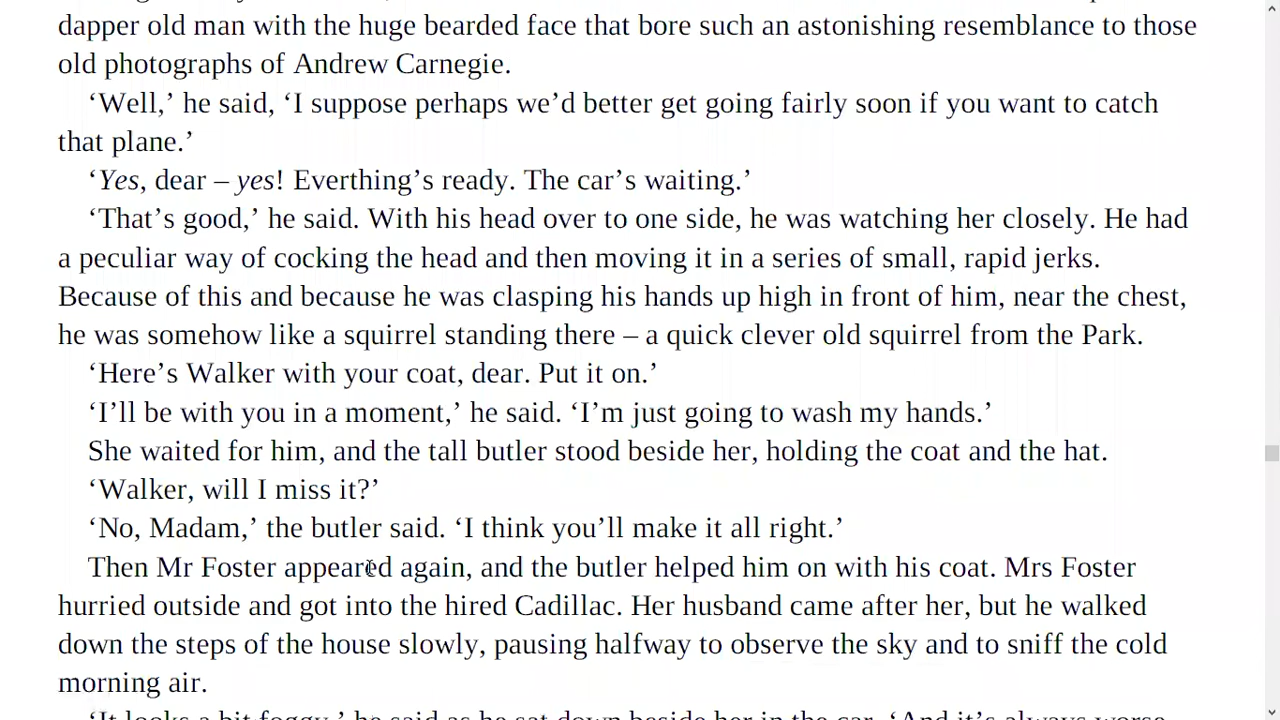 dapper old man with the huge bearded face that bore such an astonishing resemblance to those
old photographs of Andrew Carnegie.
‘Well,’ he said, ‘I suppose perhaps we’d better get going fairly soon if you want to catch
that plane.’
‘Yes, dear – yes! Everthing’s ready. The car’s waiting.’
‘That’s good,’ he said. With his head over to one side, he was watching her closely. He had
a peculiar way of cocking the head and then moving it in a series of small, rapid jerks.
Because of this and because he was clasping his hands up high in front of him, near the chest,
he was somehow like a squirrel standing there – a quick clever old squirrel from the Park.
‘Here’s Walker with your coat, dear. Put it on.’
‘I’ll be with you in a moment,’ he said. ‘I’m just going to wash my hands.’
She waited for him, and the tall butler stood beside her, holding the coat and the hat.
‘Walker, will I miss it?’
‘No, Madam,’ the butler said. ‘I think you’ll make it all right.’
Then Mr Foster appeared again, and the butler helped him on with his coat. Mrs Foster
hurried outside and got into the hired Cadillac. Her husband came after her, but he walked
down the steps of the house slowly, pausing halfway to observe the sky and to sniff the cold
morning air.
‘It looks a bit foggy,’ he said as he sat down beside her in the car. ‘And it’s always worse